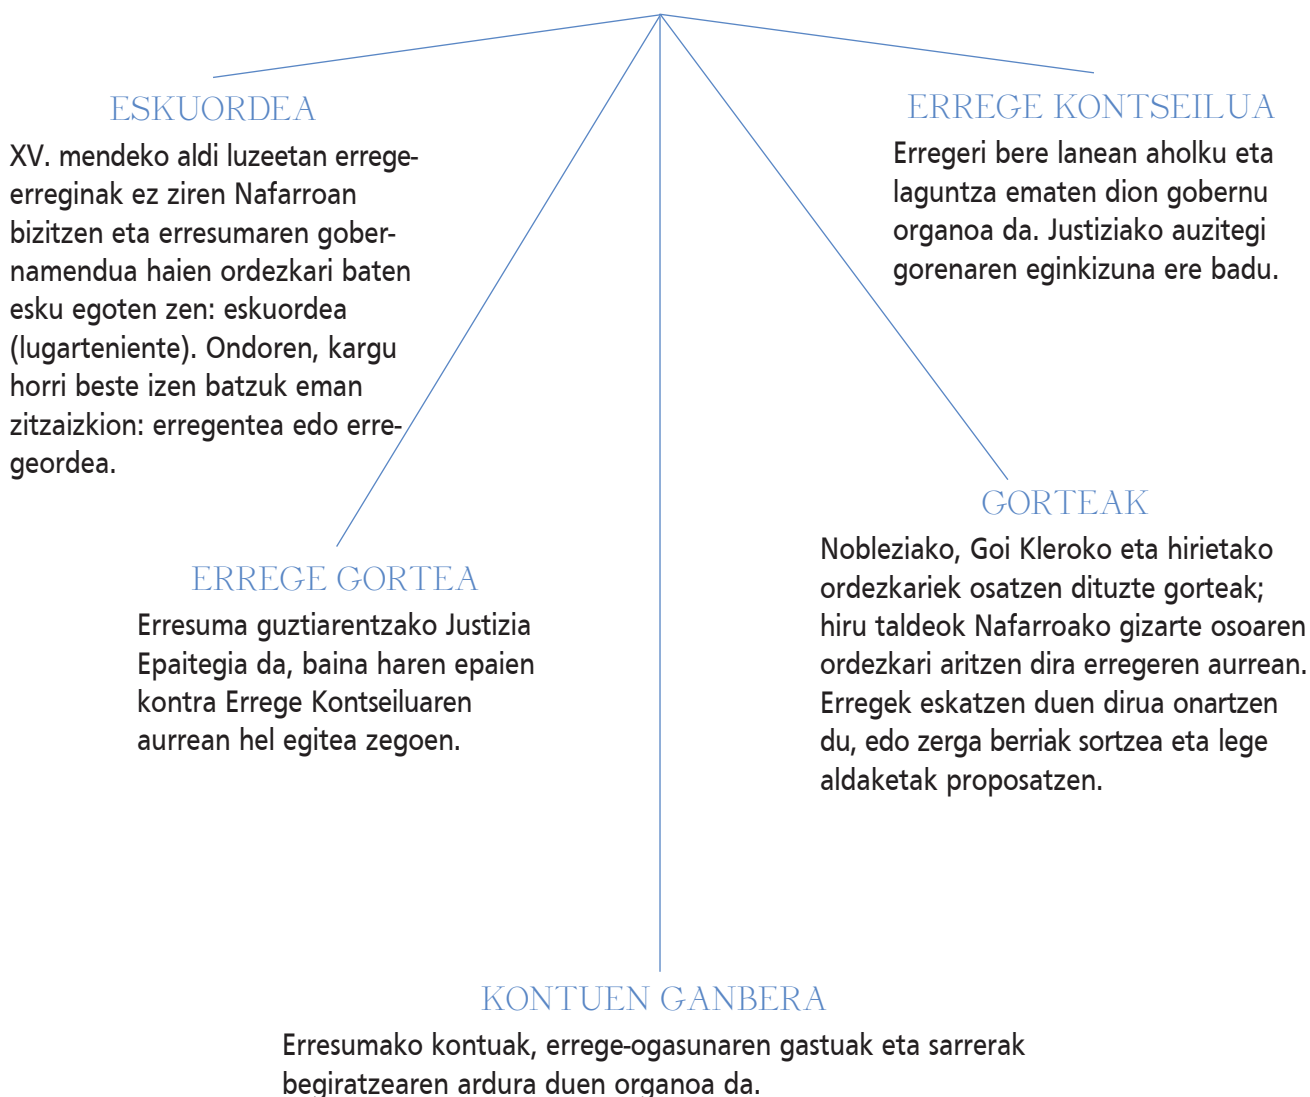 ESKUORDEA
XV. mendeko aldi luzeetan errege-
erreginak ez ziren Nafarroan
bizitzen eta erresumaren gober-
namendua haien ordezkari baten
esku egoten zen: eskuordea
(lugarteniente). Ondoren, kargu
horri beste izen batzuk eman
zitzaizkion: erregentea edo erre-
geordea.
ERREGE KONTSEILUA
Erregeri bere lanean aholku eta
laguntza ematen dion gobernu
organoa da. Justiziako auzitegi
gorenaren eginkizuna ere badu.
ERREGE GORTEA
Erresuma guztiarentzako Justizia
Epaitegia da, baina haren epaien
kontra Errege Kontseiluaren
aurrean hel egitea zegoen.
GORTEAK
Nobleziako, Goi Kleroko eta hirietako
ordezkariek osatzen dituzte gorteak;
hiru taldeok Nafarroako gizarte osoaren
ordezkari aritzen dira erregeren aurrean.
Erregek eskatzen duen dirua onartzen
du, edo zerga berriak sortzea eta lege
aldaketak proposatzen.
KONTUEN GANBERA
Erresumako kontuak, errege-ogasunaren gastuak eta sarrerak
begiratzearen ardura duen organoa da.